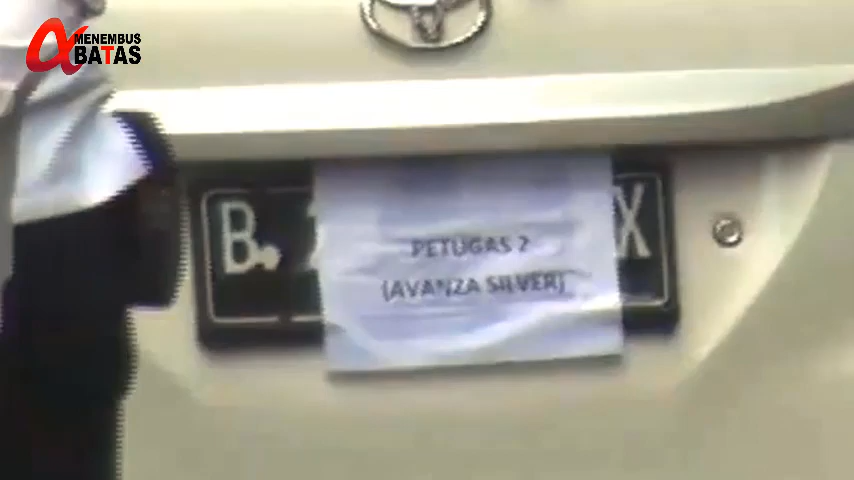 MENEMBUS
BATAS
B.
X
PETUGAS 2
(AVANZA SILVER)